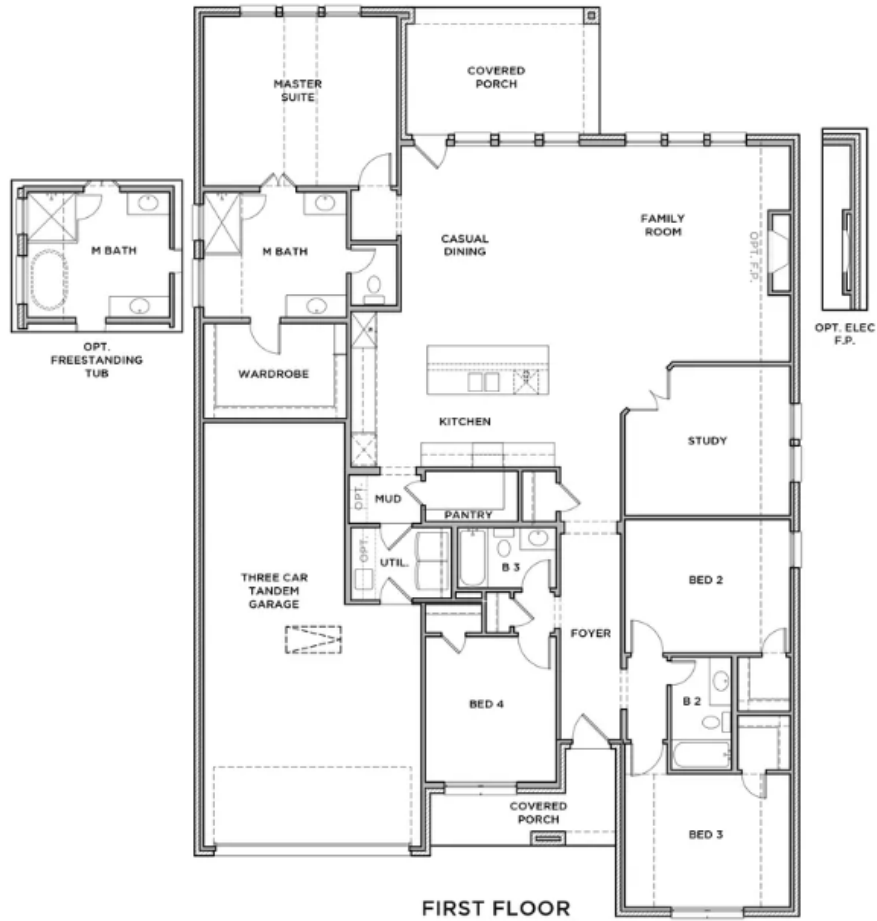 COVERED
PORCH
MASTER
SUITE
M BATH
M BATH
CASUAL
DINING
FAMILY
ROOM
OPT. F.P.
OPT. ELEC
F.P.
OPT.
FREESTANDING
TUB
WARDROBE
KITCHEN
STUDY
OPT.
MUD
PANTRY
OPT.
UTIL.
B 3
THREE CAR
TANDEM
GARAGE
BED 2
FOYER
BED 4
B 2
COVERED
PORCH
BED 3
FIRST FLOOR